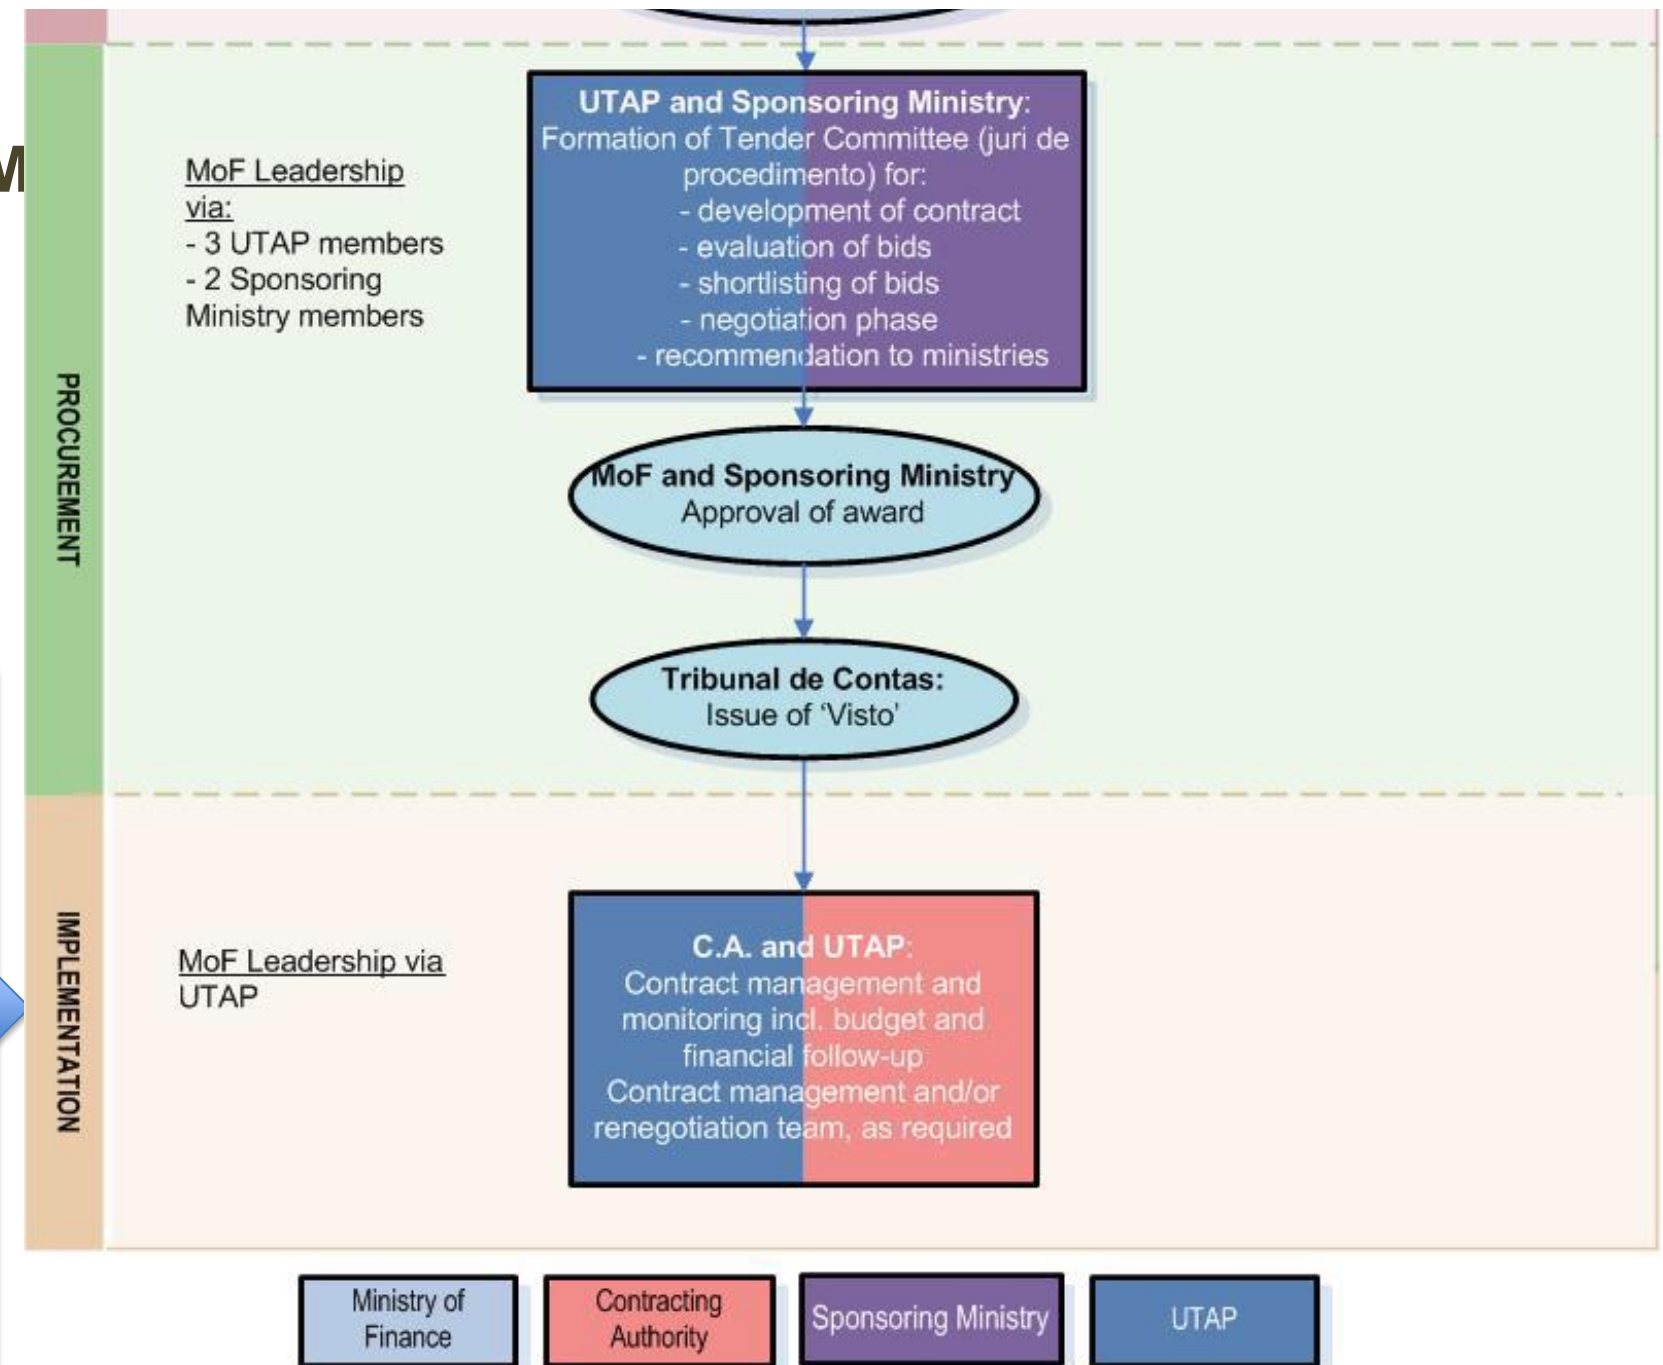 M
UTAP and Sponsoring Ministry:
Formation of Tender Committee (juri de
procedimento) for:
- development of contract
- evaluation of bids
- shortlisting of bids
- negotiation phase
- recommendation to ministries
MoF Leadership
via:
- 3 UTAP members
- 2 Sponsoring
Ministry members
PROCUREMENT
MoF and Sponsoring Ministry
Approval of award
Tribunal de Contas:
Issue of ‘Visto’
IMPLEMENTATION
MoF Leadership via
UTAP
C.A. and UTAP:
Contract management and
monitoring incl. budget and
financial follow-up
Contract management and/or
renegotiation team, as required
Ministry of
Finance
Contracting
Authority
Sponsoring Ministry
UTAP